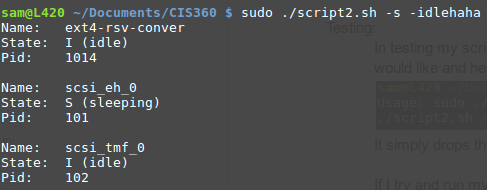 sam@L420 ~/Documents/CIS360 $ sudo ./script2.sh -s -idlehaha
Name: ext4-rsv-conver
State: I (idle)
Pid: 1014
Name: scsi_eh_0
State: S (sleeping)
Pid: 101
Name: scsi_tmf_0
State: I (idle)
Pid: 102
Testing:
In testing my scri
would like and he
Usage: sudo ./
./script2.sh
It simply drops th
If I try and run my